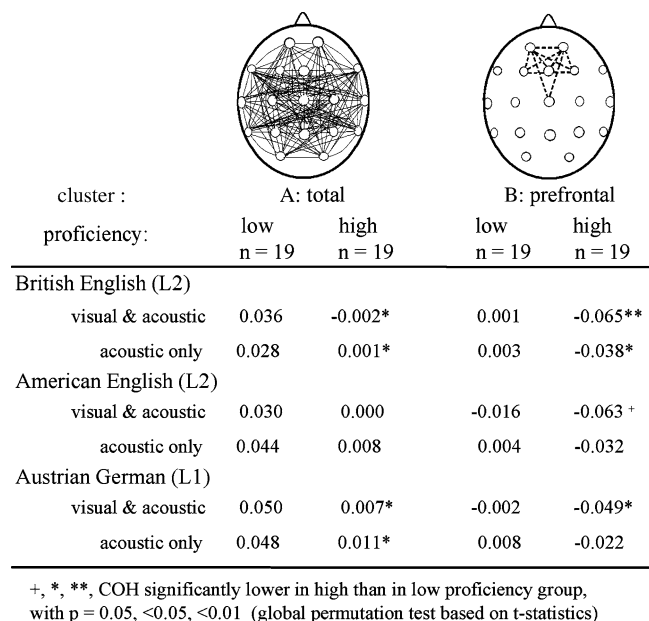 cluster : A: total B: prefrontal
proficiency: low high low high
n = 19 n = 19 n = 19 n = 19
British English (L2)
visual & acoustic 0.036 -0.002* 0.001 -0.065**
acoustic only 0.028 0.001* 0.003 -0.038*
American English (L2)
visual & acoustic 0.030 0.000 -0.016 -0.063 +
acoustic only 0.044 0.008 0.004 -0.032
Austrian German (L1)
visual & acoustic 0.050 0.007* -0.002 -0.049*
acoustic only 0.048 0.011* 0.008 -0.022
+, *, **, COH significantly lower in high than in low proficiency group,
with p = 0.05, <0.05, <0.01 (global permutation test based on t-statistics)